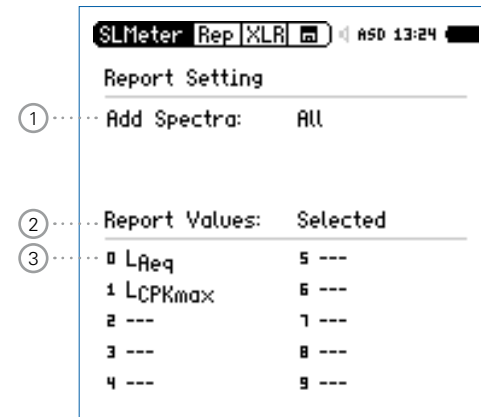 SLMeter Rep XLR ASD 13:24
Report Setting
1 Add Spectra: All
2 Report Values: Selected
3 0 LAeq 5 ---
1 LCPKmax 6 ---
2 --- 7 ---
3 --- 8 ---
4 --- 9 ---